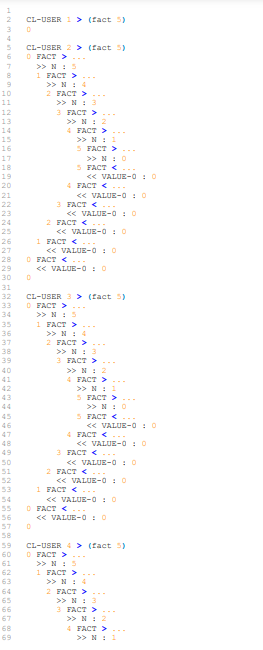 1
2 CL-USER 1 > (fact 5)
3 0
4
5 CL-USER 2 > (fact 5)
6 0 FACT > ...
7 >> N : 5
8 1 FACT > ...
9 >> N : 4
10 2 FACT > ...
11 >> N : 3
12 3 FACT > ...
13 >> N : 2
14 4 FACT > ...
15 >> N : 1
16 5 FACT > ...
17 >> N : 0
18 5 FACT < ...
19 << VALUE-0 : 0
20 4 FACT < ...
21 << VALUE-0 : 0
22 3 FACT < ...
23 << VALUE-0 : 0
24 2 FACT < ...
25 << VALUE-0 : 0
26 1 FACT < ...
27 << VALUE-0 : 0
28 0 FACT < ...
29 << VALUE-0 : 0
30 0
31
32 CL-USER 3 > (fact 5)
33 0 FACT > ...
34 >> N : 5
35 1 FACT > ...
36 >> N : 4
37 2 FACT > ...
38 >> N : 3
39 3 FACT > ...
40 >> N : 2
41 4 FACT > ...
42 >> N : 1
43 5 FACT > ...
44 >> N : 0
45 5 FACT < ...
46 << VALUE-0 : 0
47 4 FACT < ...
48 << VALUE-0 : 0
49 3 FACT < ...
50 << VALUE-0 : 0
51 2 FACT < ...
52 << VALUE-0 : 0
53 1 FACT < ...
54 << VALUE-0 : 0
55 0 FACT < ...
56 << VALUE-0 : 0
57 0
58
59 CL-USER 4 > (fact 5)
60 0 FACT > ...
61 >> N : 5
62 1 FACT > ...
63 >> N : 4
64 2 FACT > ...
65 >> N : 3
66 3 FACT > ...
67 >> N : 2
68 4 FACT > ...
69 >> N : 1